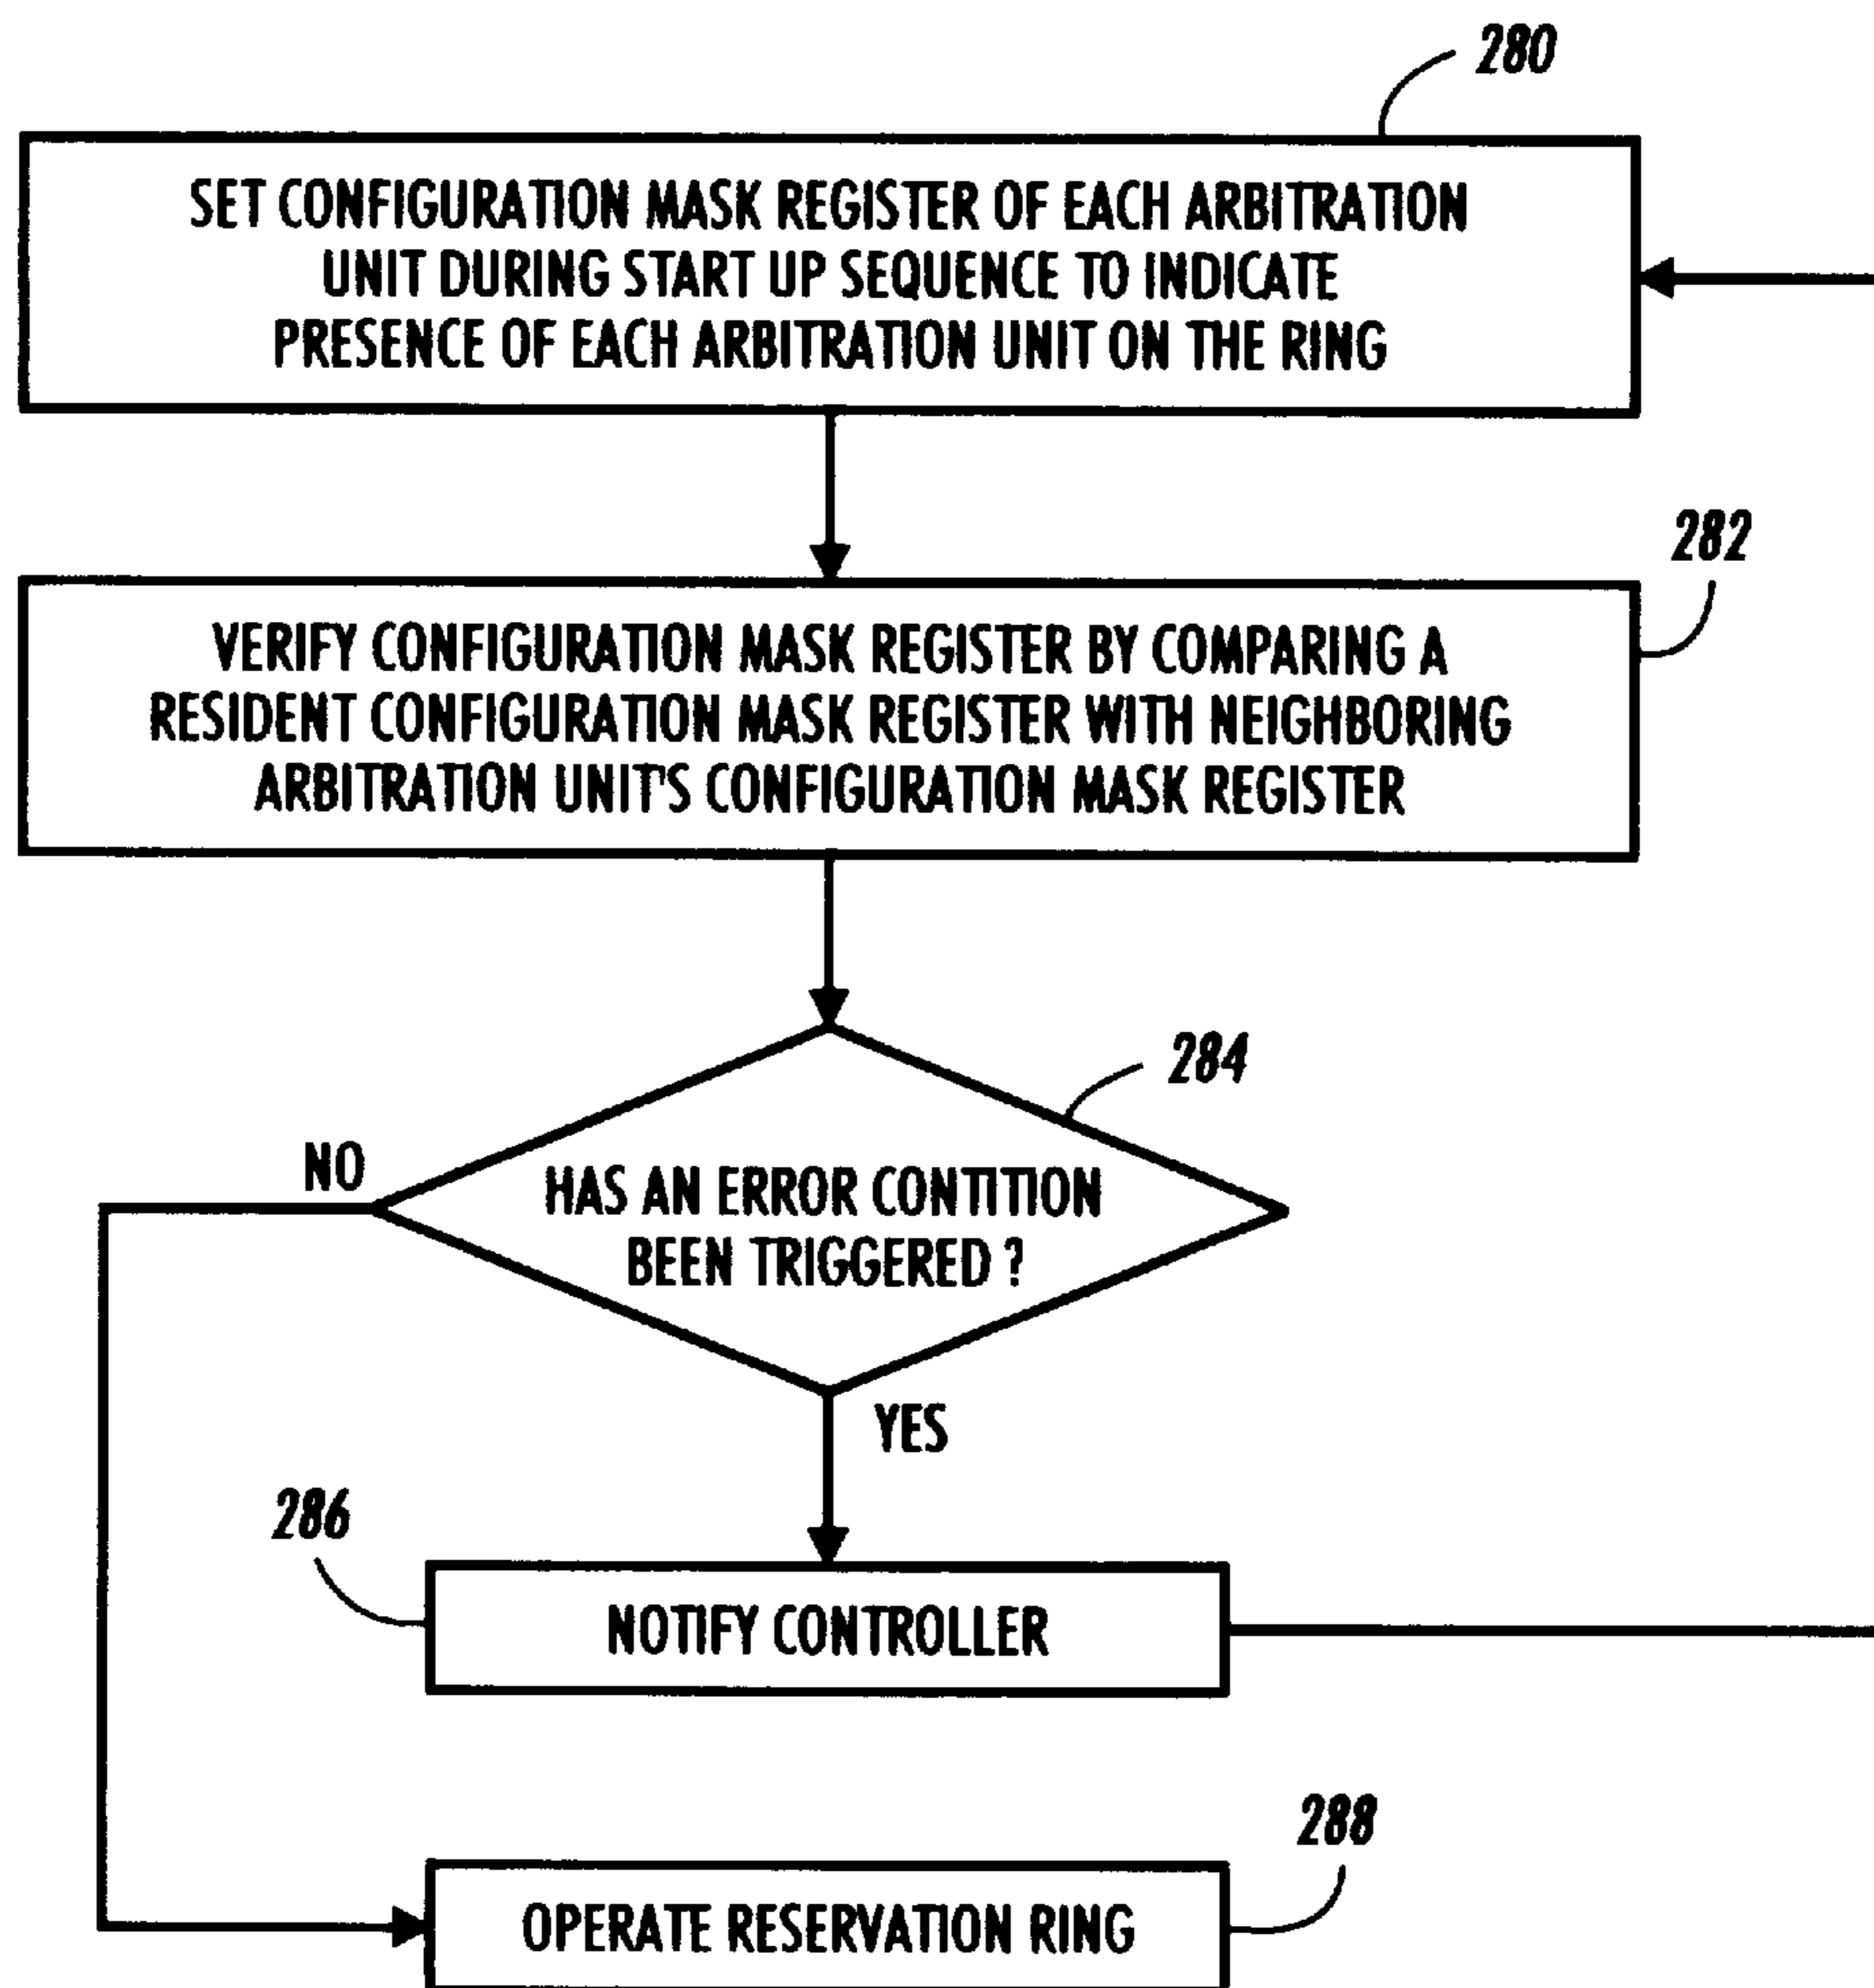 280
SET CONFIGURATION MASK REGISTER OF EACH ARBITRATION
UNIT DURING START UP SEQUENCE TO INDICATE
PRESENCE OF EACH ARBITRATION UNIT ON THE RING
282
VERIFY CONFIGURATION MASK REGISTER BY COMPARING A
RESIDENT CONFIGURATION MASK REGISTER WITH NEIGHBORING
ARBITRATION UNIT'S CONFIGURATION MASK REGISTER
284
NO
HAS AN ERROR CONTITION
BEEN TRIGGERED ?
YES
286
NOTIFY CONTROLLER
288
OPERATE RESERVATION RING